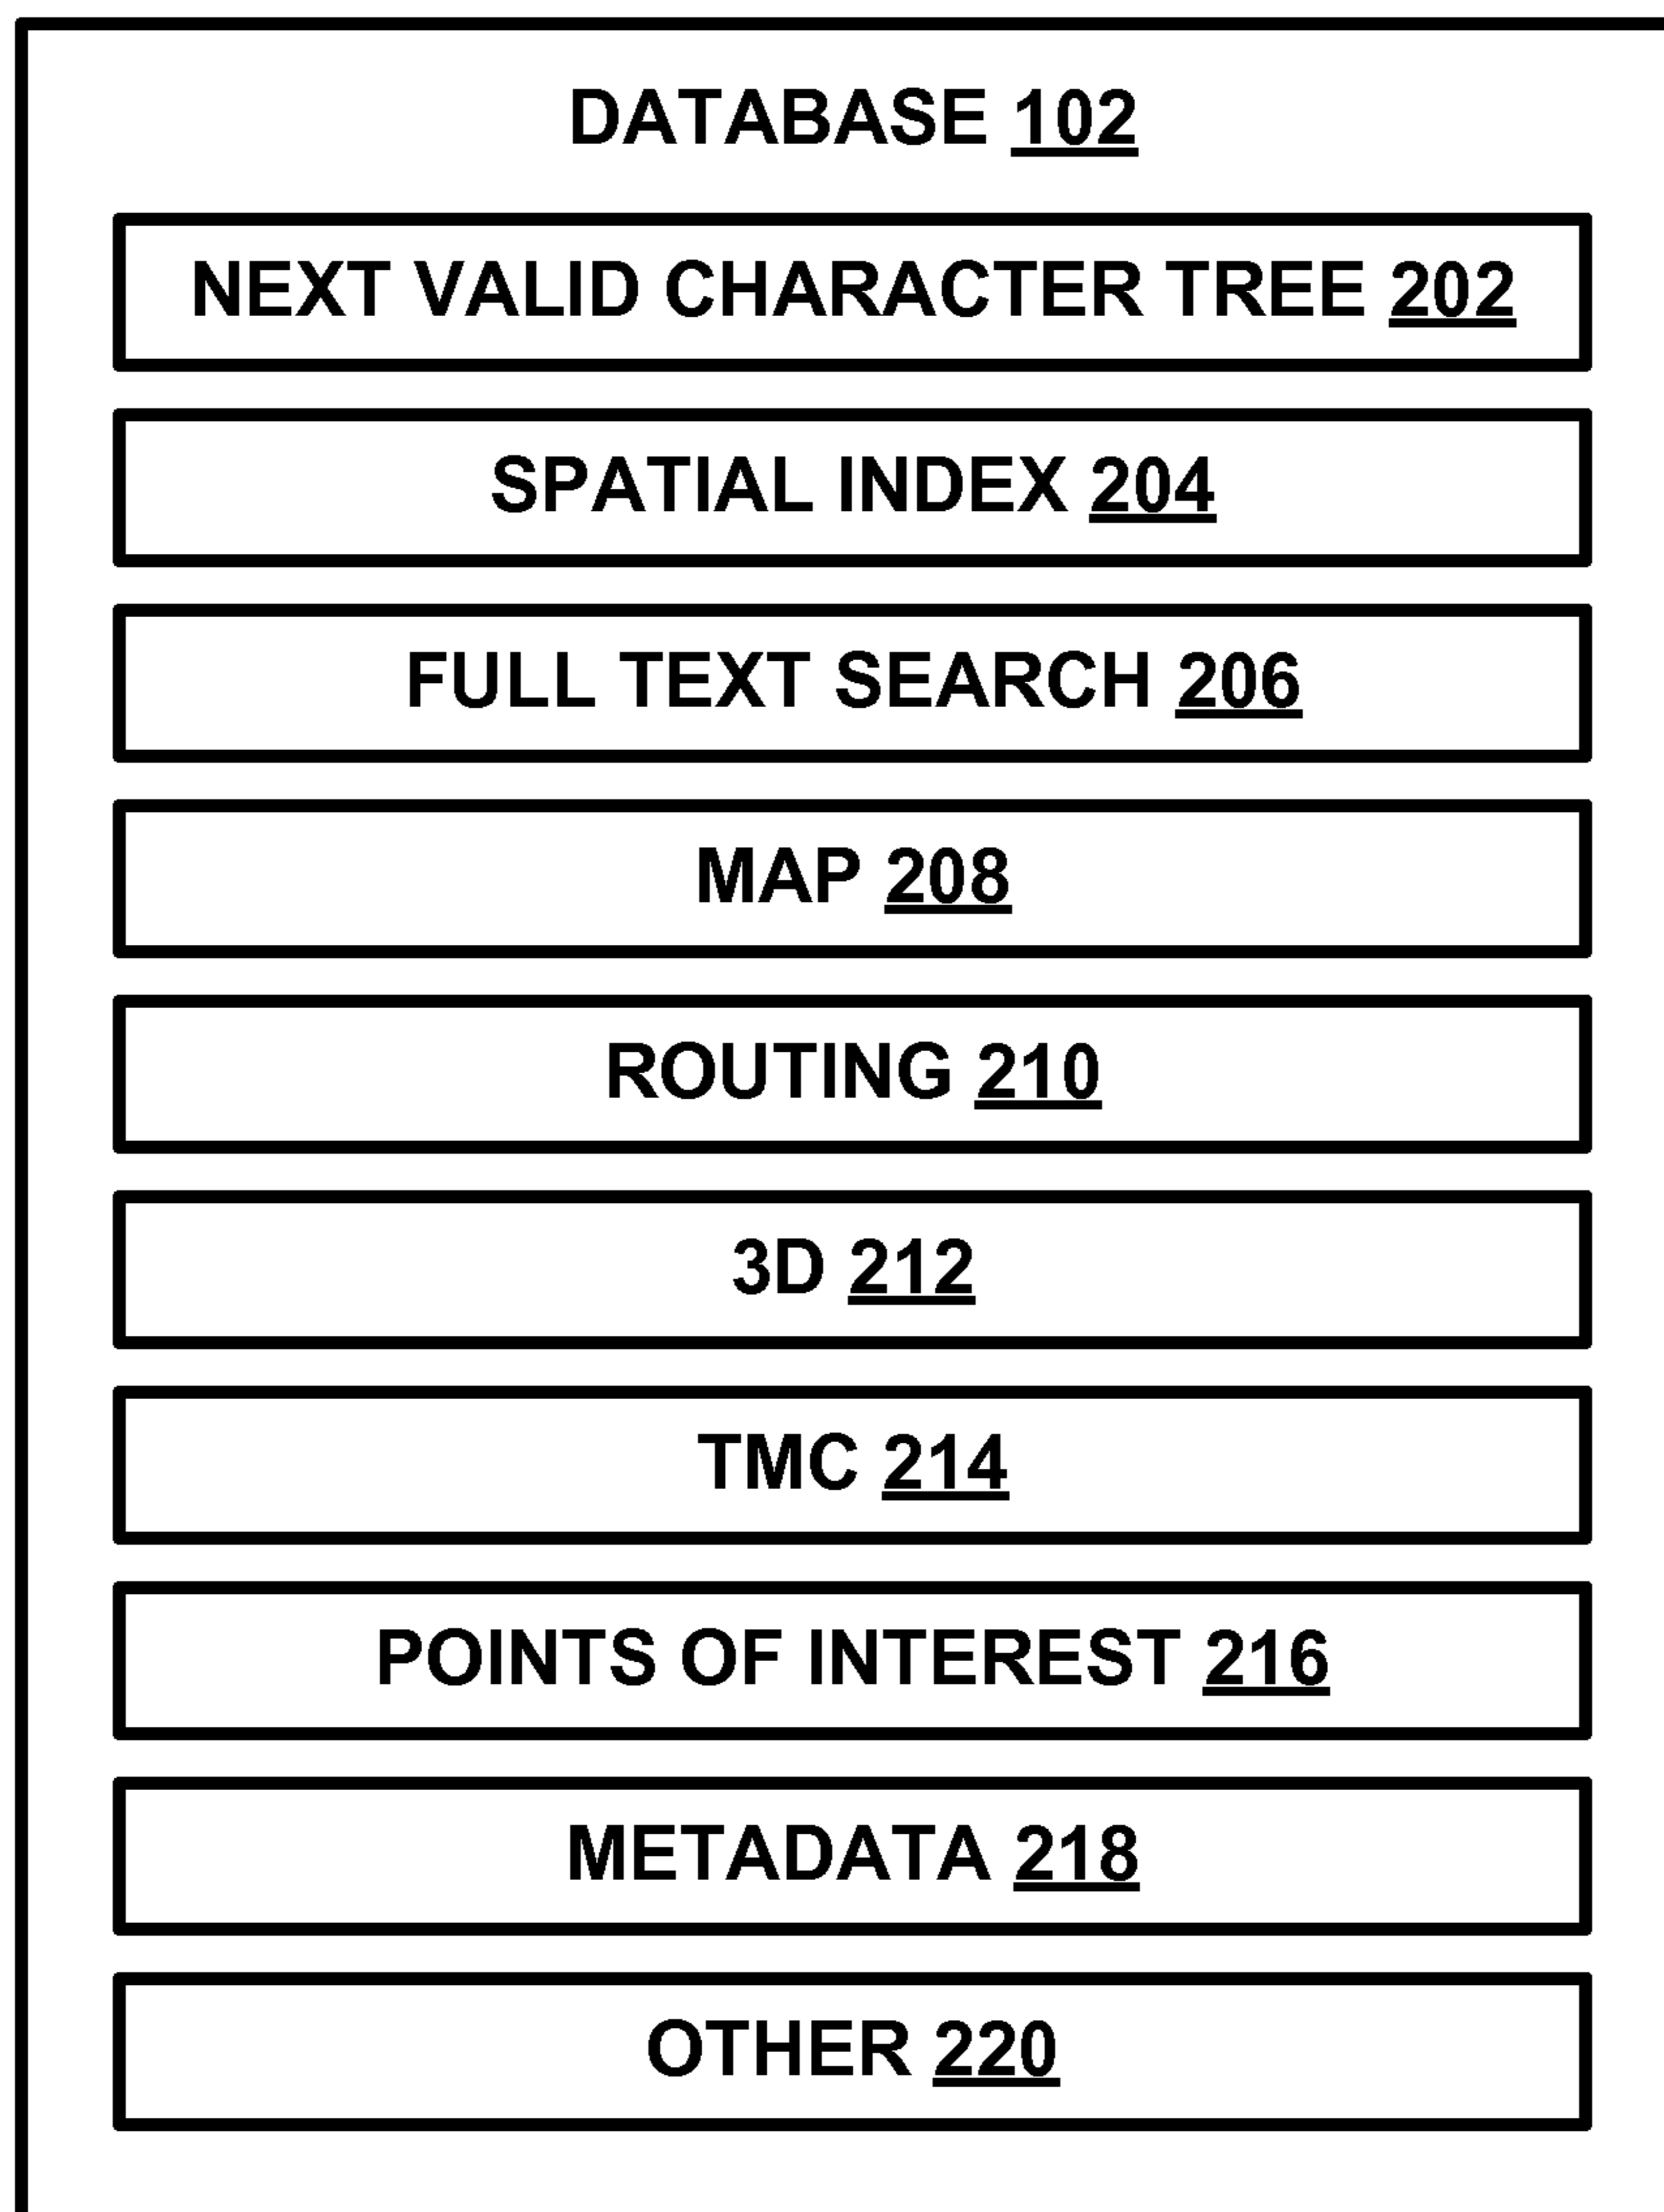 DATABASE 102
NEXT VALID CHARACTER TREE 202
SPATIAL INDEX 204
FULL TEXT SEARCH 206
MAP 208
ROUTING 210
3D 212
TMC 214
POINTS OF INTEREST 216
METADATA 218
OTHER 220